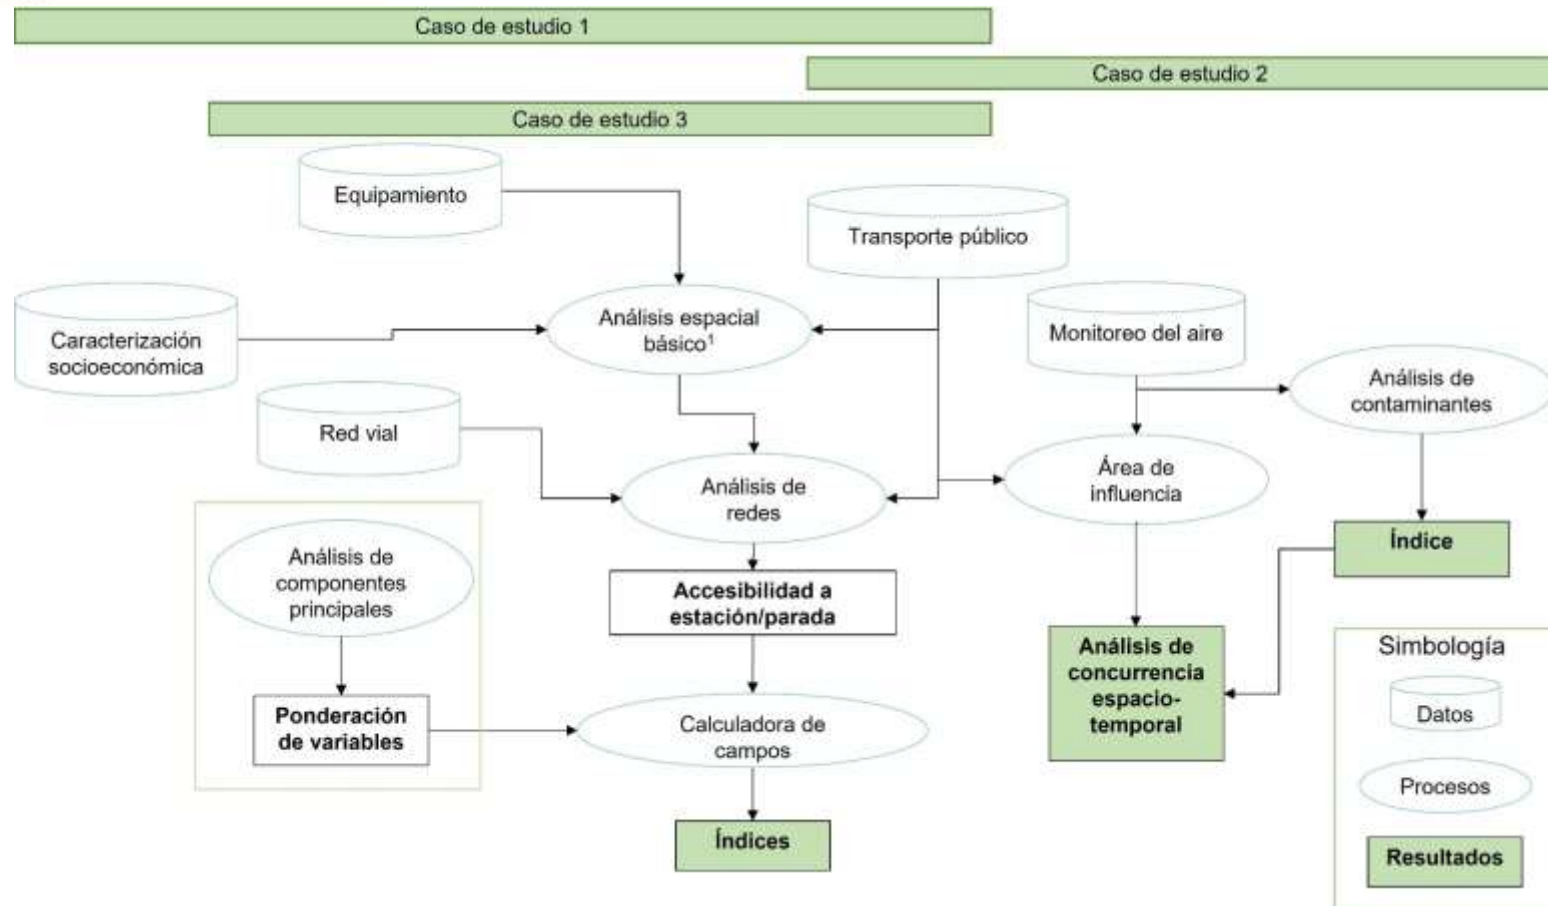 Caso de estudio 1
Caso de estudio 2
Caso de estudio 3
Equipamiento
Transporte público
Caracterización
socioeconómica
Análisis espacial
básico¹
Monitoreo del aire
Análisis de
contaminantes
Red vial
Análisis de
redes
Área de
influencia
Índice
Análisis de
componentes
principales
Accesibilidad a
estación/parada
Análisis de
concurrencia
espacio-
temporal
Ponderación
de variables
Calculadora de
campos
Índices
Simbología
Datos
Procesos
Resultados